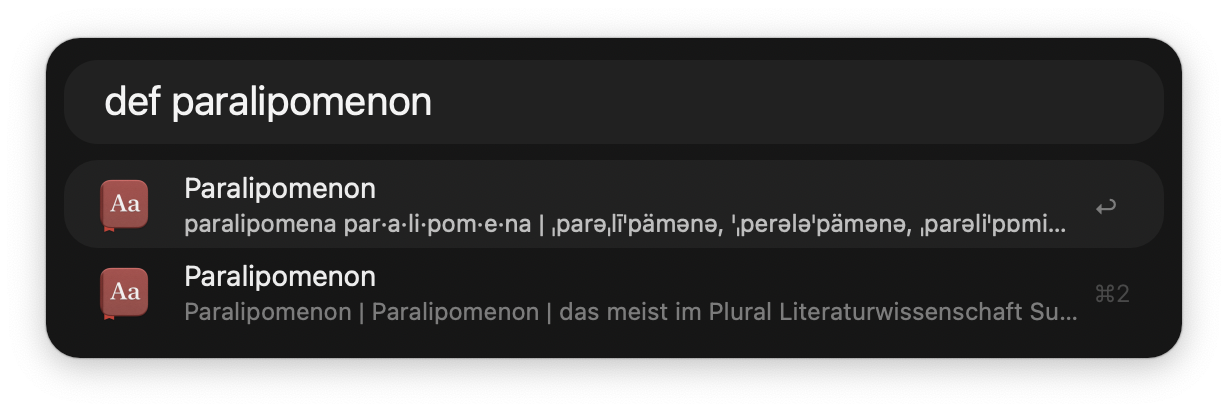 def paralipomenon
Aa
Paralipomenon
paralipomena par·a·li·pom·e·na | ˌparəˌlīˈpämənə, ˈˌperələˈpämənə, ˌparəliˈpɒmi...
↩
Aa
Paralipomenon
Paralipomenon | Paralipomenon | das meist im Plural Literaturwissenschaft Su...
⌘2